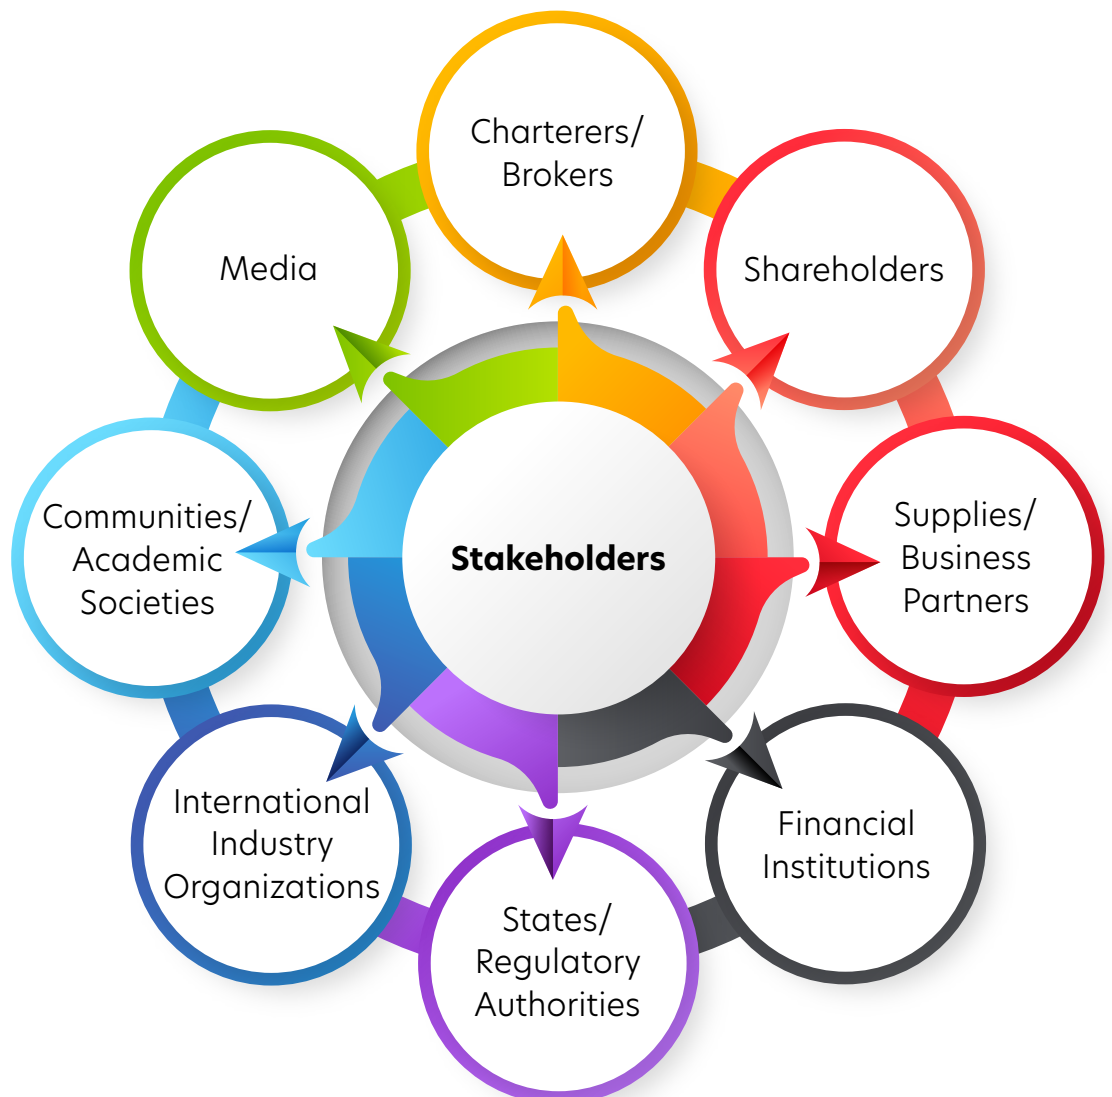 Charterers/
Brokers
Shareholders
Supplies/
Business
Partners
Financial
Institutions
States/
Regulatory
Authorities
International
Industry
Organizations
Communities/
Academic
Societies
Media
Stakeholders